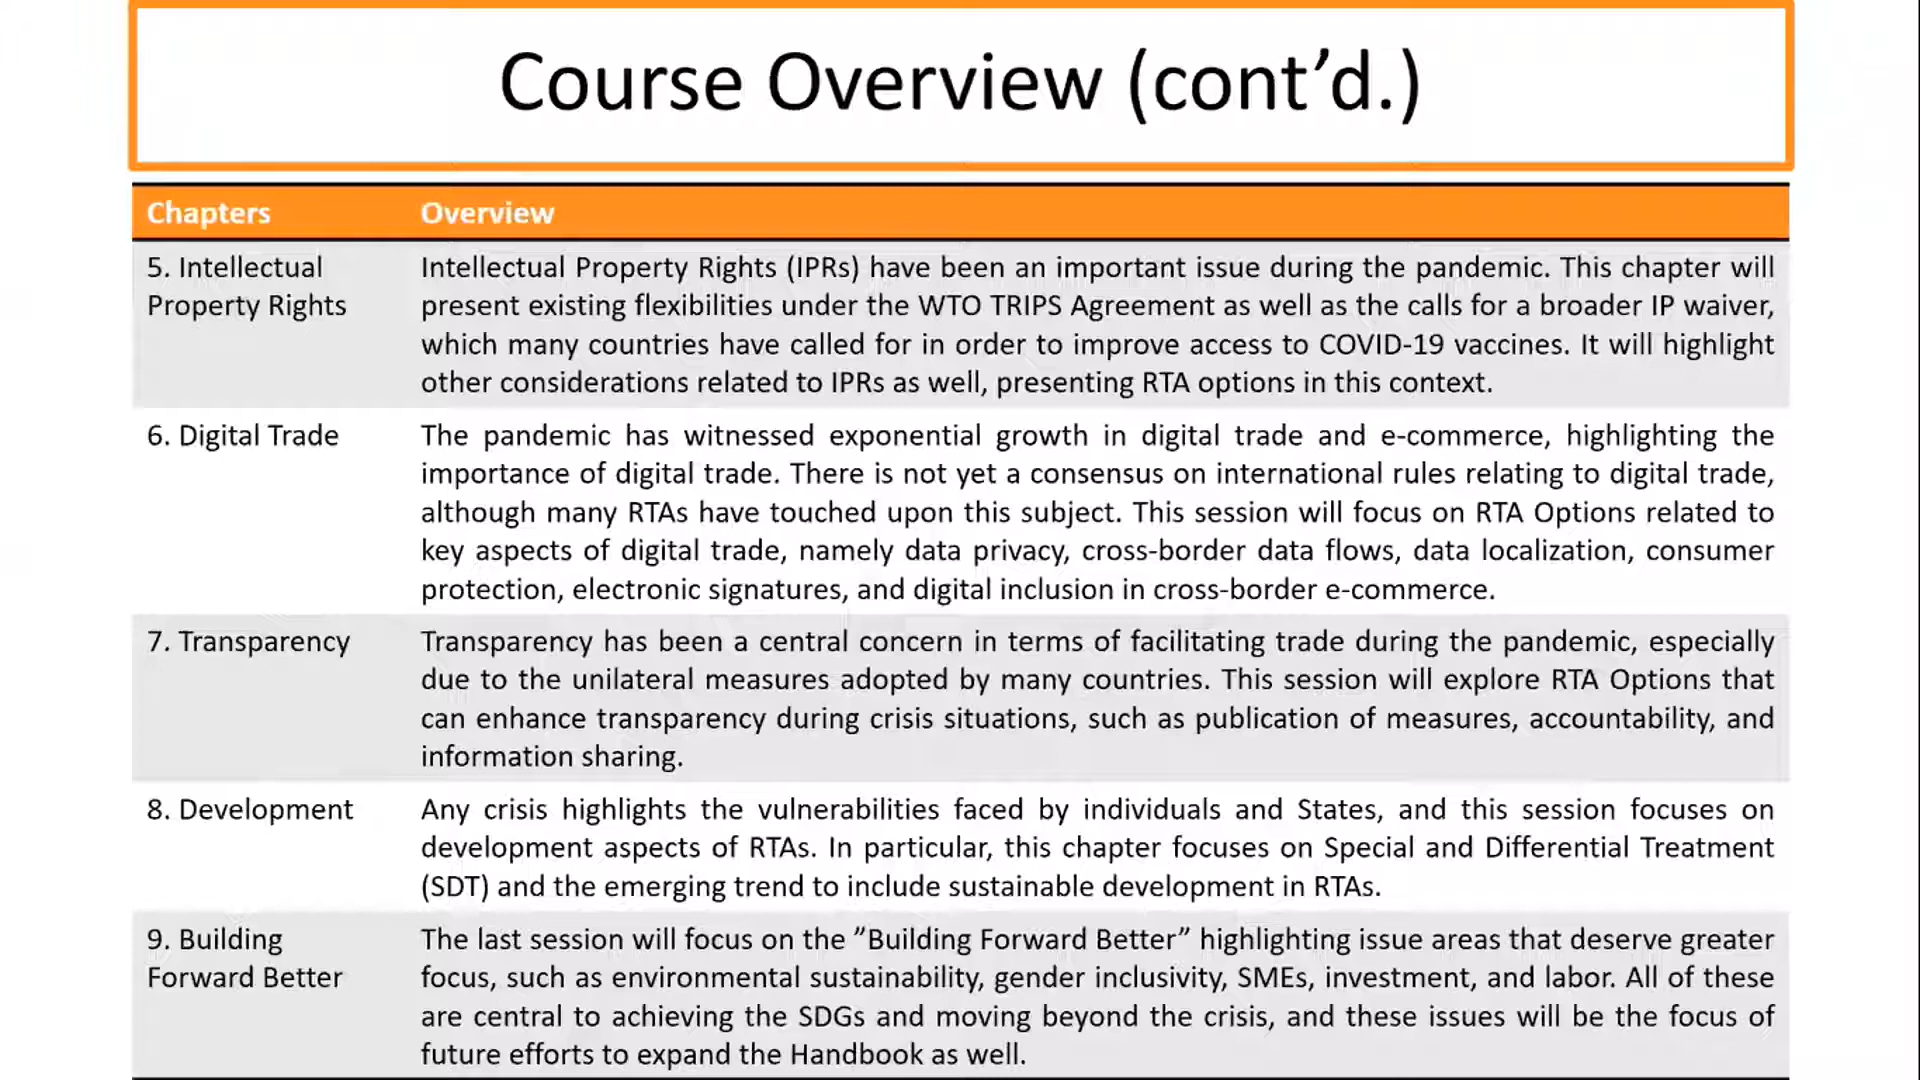 Course Overview (cont’d.)
Chapters
Overview
5. Intellectual
Property Rights
Intellectual Property Rights (IPRs) have been an important issue during the pandemic. This chapter will
present existing flexibilities under the WTO TRIPS Agreement as well as the calls for a broader IP waiver,
which many countries have called for in order to improve access to COVID-19 vaccines. It will highlight
other considerations related to IPRs as well, presenting RTA options in this context.
6. Digital Trade
The pandemic has witnessed exponential growth in digital trade and e-commerce, highlighting the
importance of digital trade. There is not yet a consensus on international rules relating to digital trade,
although many RTAs have touched upon this subject. This session will focus on RTA Options related to
key aspects of digital trade, namely data privacy, cross-border data flows, data localization, consumer
protection, electronic signatures, and digital inclusion in cross-border e-commerce.
7. Transparency
Transparency has been a central concern in terms of facilitating trade during the pandemic, especially
due to the unilateral measures adopted by many countries. This session will explore RTA Options that
can enhance transparency during crisis situations, such as publication of measures, accountability, and
information sharing.
8. Development
Any crisis highlights the vulnerabilities faced by individuals and States, and this session focuses on
development aspects of RTAs. In particular, this chapter focuses on Special and Differential Treatment
(SDT) and the emerging trend to include sustainable development in RTAs.
9. Building
Forward Better
The last session will focus on the ”Building Forward Better” highlighting issue areas that deserve greater
focus, such as environmental sustainability, gender inclusivity, SMEs, investment, and labor. All of these
are central to achieving the SDGs and moving beyond the crisis, and these issues will be the focus of
future efforts to expand the Handbook as well.